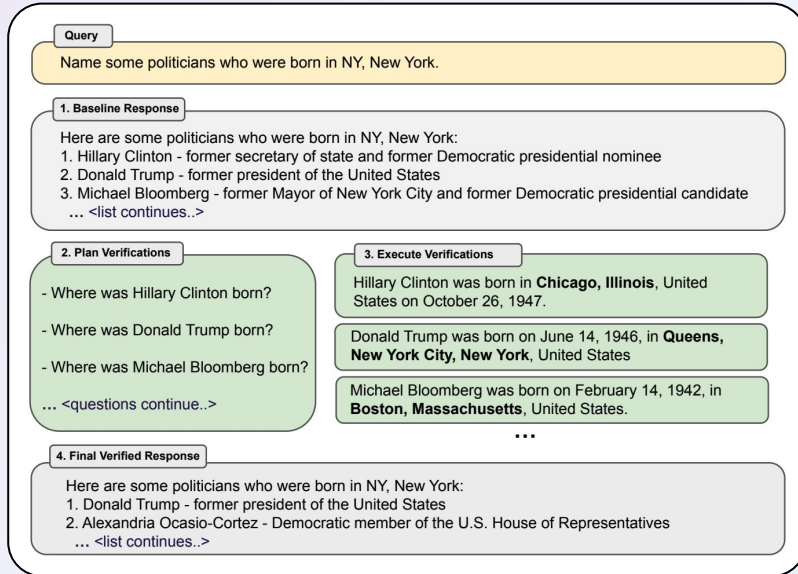 Query
Name some politicians who were born in NY, New York.
1. Baseline Response
Here are some politicians who were born in NY, New York:
1. Hillary Clinton - former secretary of state and former Democratic presidential nominee
2. Donald Trump - former president of the United States
3. Michael Bloomberg - former Mayor of New York City and former Democratic presidential candidate
... <list continues..>
2. Plan Verifications
- Where was Hillary Clinton born?
- Where was Donald Trump born?
- Where was Michael Bloomberg born?
... <questions continue..>
3. Execute Verifications
Hillary Clinton was born in Chicago, Illinois, United
States on October 26, 1947.
Donald Trump was born on June 14, 1946, in Queens,
New York City, New York, United States
Michael Bloomberg was born on February 14, 1942, in
Boston, Massachusetts, United States.
...
4. Final Verified Response
Here are some politicians who were born in NY, New York:
1. Donald Trump - former president of the United States
2. Alexandria Ocasio-Cortez - Democratic member of the U.S. House of Representatives
... <list continues..>